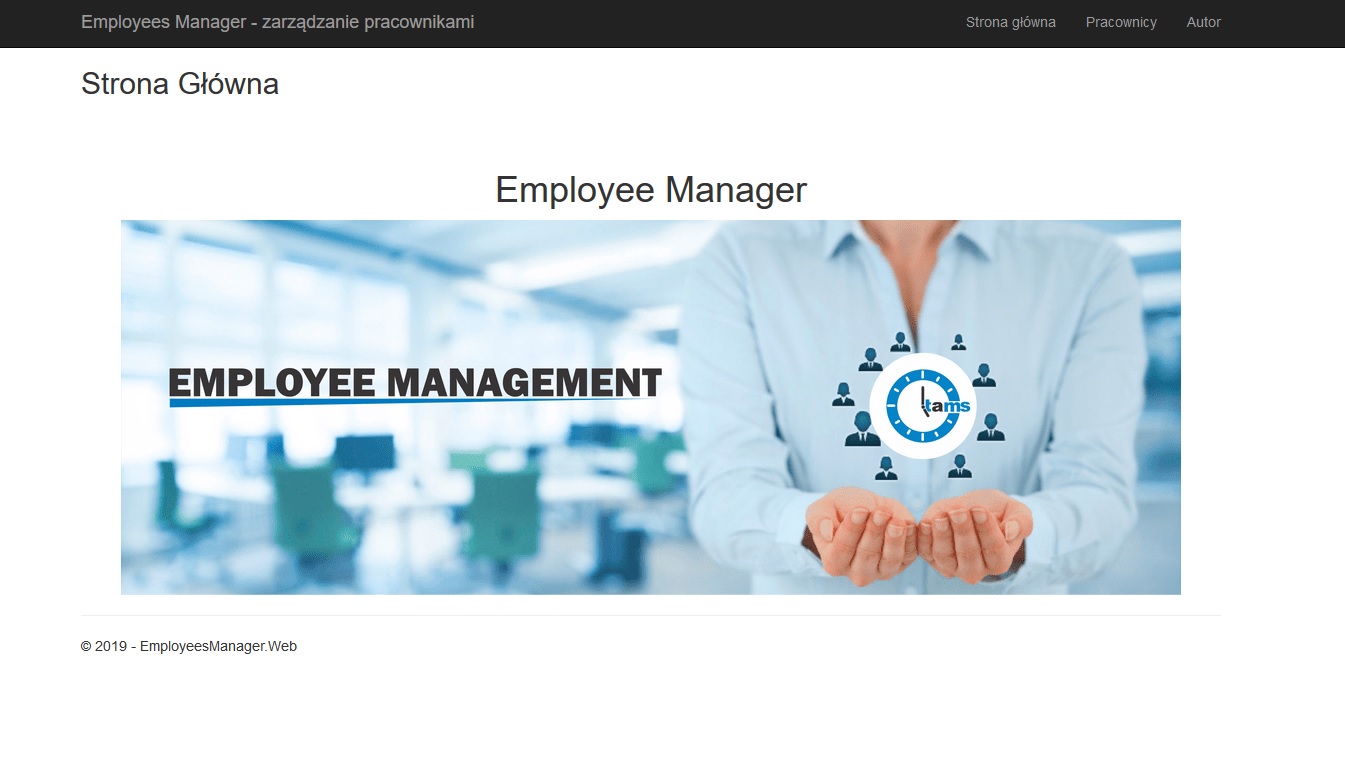 Employees Manager - zarządzanie pracownikami
Strona główna Pracownicy Autor
Strona Główna
Employee Manager
EMPLOYEE MANAGEMENT
tams
© 2019 - EmployeesManager.Web